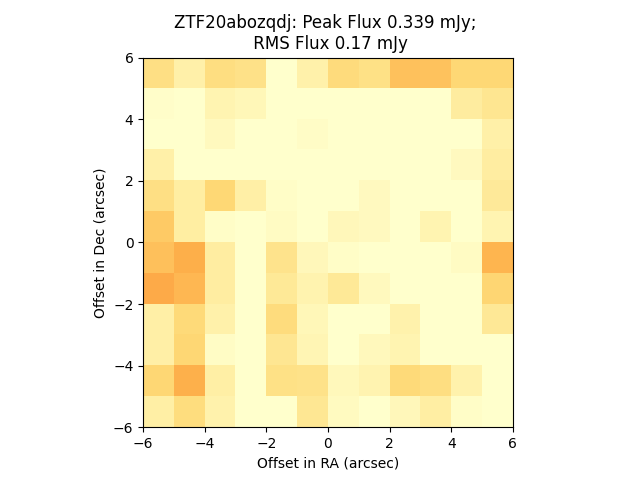 ZTF20abozqdj: Peak Flux 0.339 mJy;
RMS Flux 0.17 mJy
6
4
2
0
−2
−4
−6
Offset in Dec (arcsec)
−6 −4 −2 0 2 4 6
Offset in RA (arcsec)